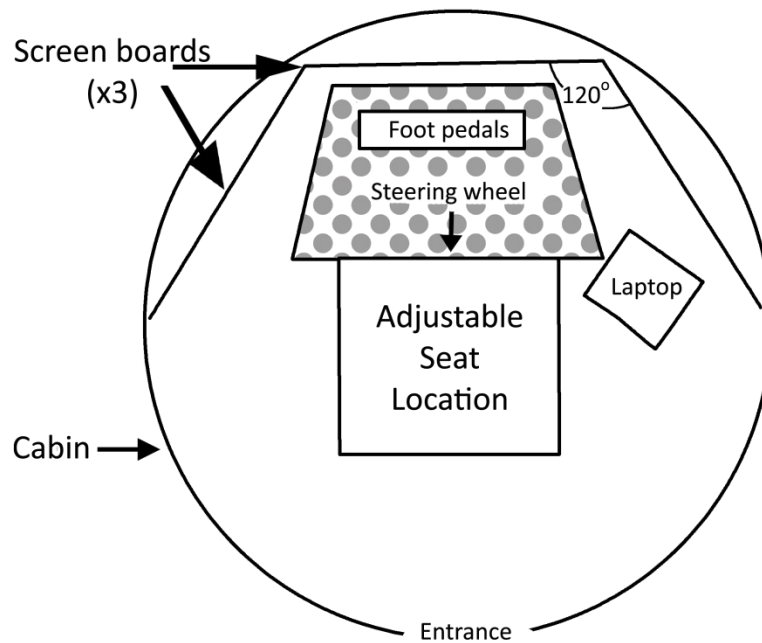 Screen boards
(x3)
120°
Foot pedals
Steering wheel
Laptop
Adjustable
Seat
Location
Cabin
Entrance